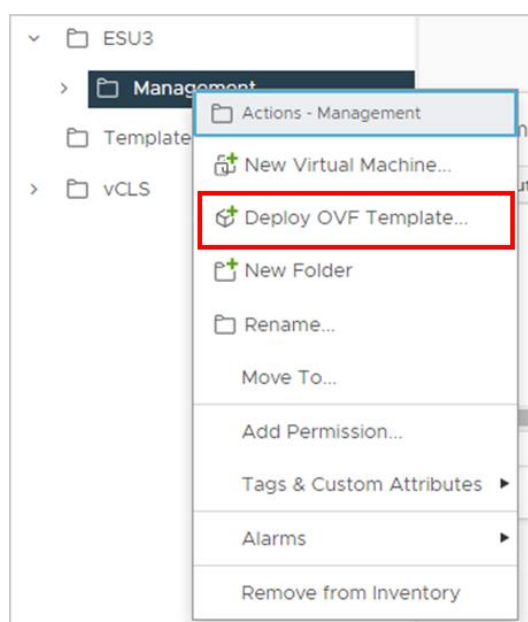 ESU3
Management
Actions - Management
Template
New Virtual Machine...
vCLS
Deploy OVF Template...
New Folder
Rename...
Move To...
Add Permission...
Tags & Custom Attributes
Alarms
Remove from Inventory